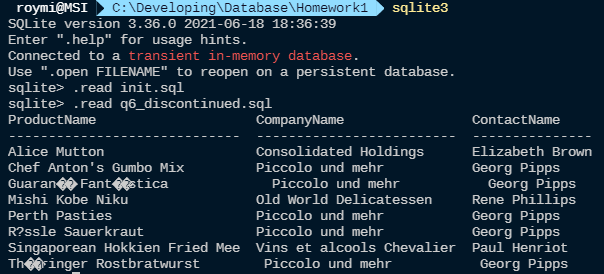 roymi@MSI C:\Developing\Database\Homework1 sqlite3
SQLite version 3.36.0 2021-06-18 18:36:39
Enter ".help" for usage hints.
Connected to a transient in-memory database.
Use ".open FILENAME" to reopen on a persistent database.
sqlite> .read init.sql
sqlite> .read q6_discontinued.sql
ProductName CompanyName ContactName
----------------------------- ------------------------- ---------------
Alice Mutton Consolidated Holdings Elizabeth Brown
Chef Anton's Gumbo Mix Piccolo und mehr Georg Pipps
Guaran�� Fant��stica Piccolo und mehr Georg Pipps
Mishi Kobe Niku Old World Delicatessen Rene Phillips
Perth Pasties Piccolo und mehr Georg Pipps
R?ssle Sauerkraut Piccolo und mehr Georg Pipps
Singaporean Hokkien Fried Mee Vins et alcools Chevalier Paul Henriot
Th��ringer Rostbratwurst Piccolo und mehr Georg Pipps